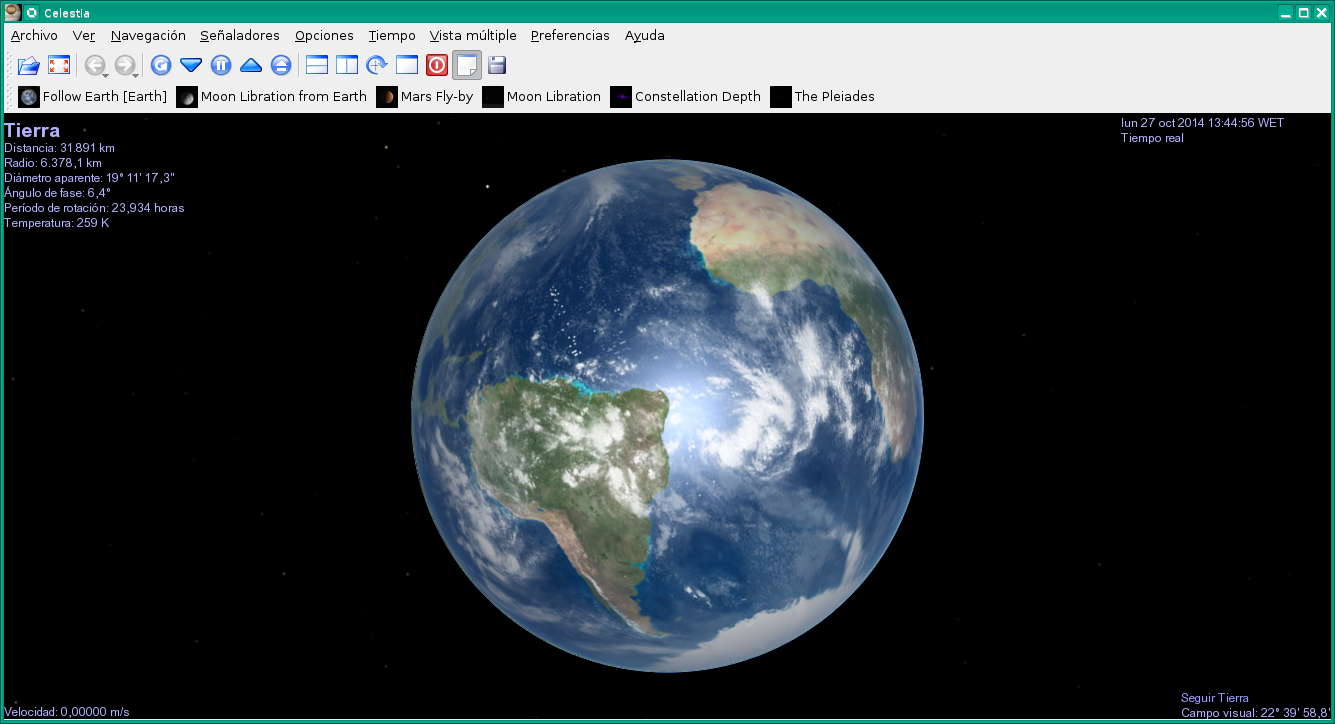 Celestia
Archivo Ver Navegación Señaladores Opciones Tiempo Vista múltiple Preferencias Ayuda
Follow Earth [Earth] Moon Libration from Earth Mars Fly-by Moon Libration Constellation Depth The Pleiades
Tierra
Distancia: 31.891 km
Radio: 6.378,1 km
Diámetro aparente: 19° 11' 17,3"
Ángulo de fase: 6,4°
Período de rotación: 23,934 horas
Temperatura: 259 K
lun 27 oct 2014 13:44:56 WET
Tiempo real
Velocidad: 0,00000 m/s
Seguir Tierra
Campo visual: 22° 39' 58,8"